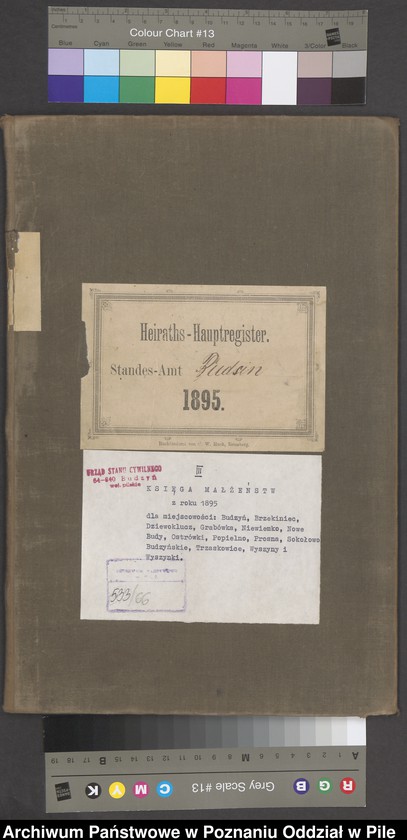 Colour Chart #13
Blue Cyan Green Yellow Red Magenta White 3/Color Black
Heiraths-Hauptregister.
Standes-Amt Budsin
1895.
URZĄD STANU CYWILNEGO
64-840 Budzyń
woj. pilskie
III
KSIĘGA MAŁŻEŃSTW
z roku 1895
dla miejscowości: Budzyń, Brzekiniec,
Dziewoklucz, Grabówka, Niewiemko, Nowe
Budy, Ostrówki, Popielno, Prosna, Sokołowo
Budzyńskie, Trzaskowice, Wyszyny i
Wyszynki.
533/66
Grey Scale #13
R G B
C M Y K
A M B
Archiwum Państwowe w Poznaniu Oddział w Pile